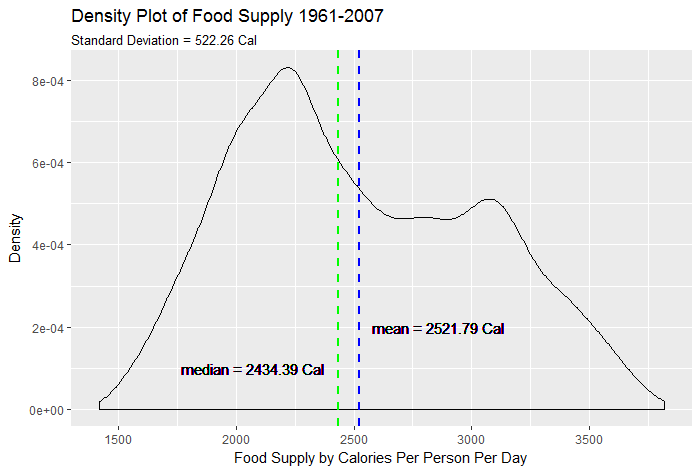 Density Plot of Food Supply 1961-2007
Standard Deviation = 522.26 Cal
8e-04
6e-04
4e-04
2e-04
0e+00
Density
mean = 2521.79 Cal
median = 2434.39 Cal
1500 2000 2500 3000 3500
Food Supply by Calories Per Person Per Day